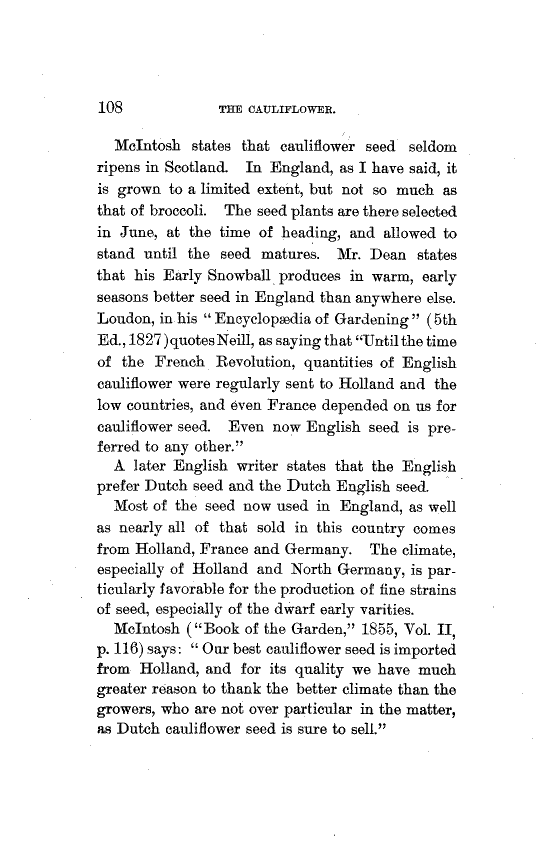 108 THE CAULIFLOWER.
McIntosh states that cauliflower seed seldom
ripens in Scotland. In England, as I have said, it
is grown to a limited extent, but not so much as
that of broccoli. The seed plants are there selected
in June, at the time of heading, and allowed to
stand until the seed matures. Mr. Dean states
that his Early Snowball produces in warm, early
seasons better seed in England than anywhere else.
Loudon, in his “Encyclopædia of Gardening” (5th
Ed., 1827) quotes Neill, as saying that “Until the time
of the French Revolution, quantities of English
cauliflower were regularly sent to Holland and the
low countries, and even France depended on us for
cauliflower seed. Even now English seed is pre-
ferred to any other.”
A later English writer states that the English
prefer Dutch seed and the Dutch English seed.
Most of the seed now used in England, as well
as nearly all of that sold in this country comes
from Holland, France and Germany. The climate,
especially of Holland and North Germany, is par-
ticularly favorable for the production of fine strains
of seed, especially of the dwarf early varities.
McIntosh (“Book of the Garden,” 1855, Vol. II,
p. 116) says: “Our best cauliflower seed is imported
from Holland, and for its quality we have much
greater reason to thank the better climate than the
growers, who are not over particular in the matter,
as Dutch cauliflower seed is sure to sell.”